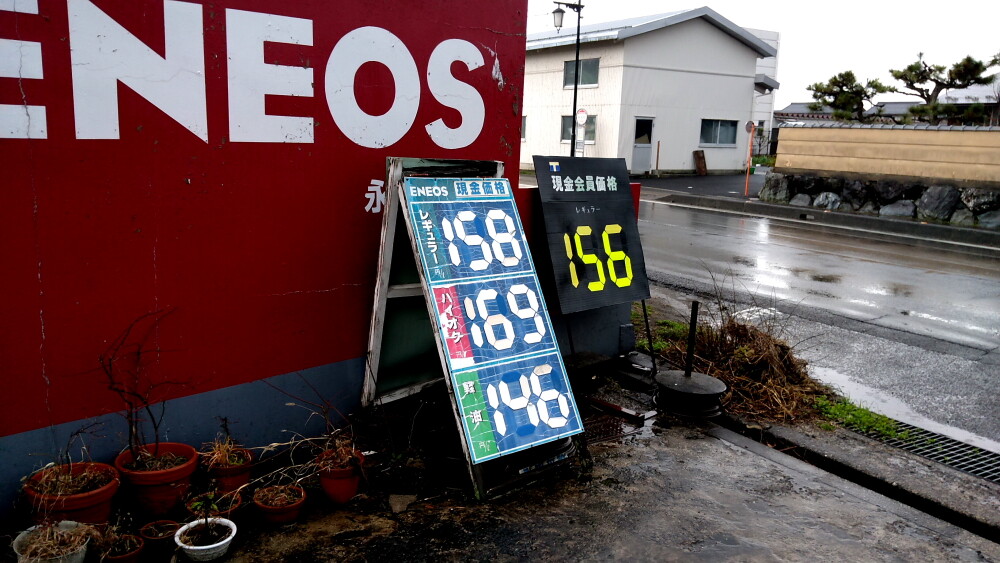 ENEOS
永
ENEOS 現金価格
レギュラー 158
ハイオク 169
軽油 146
T
現金会員価格
レギュラー
156